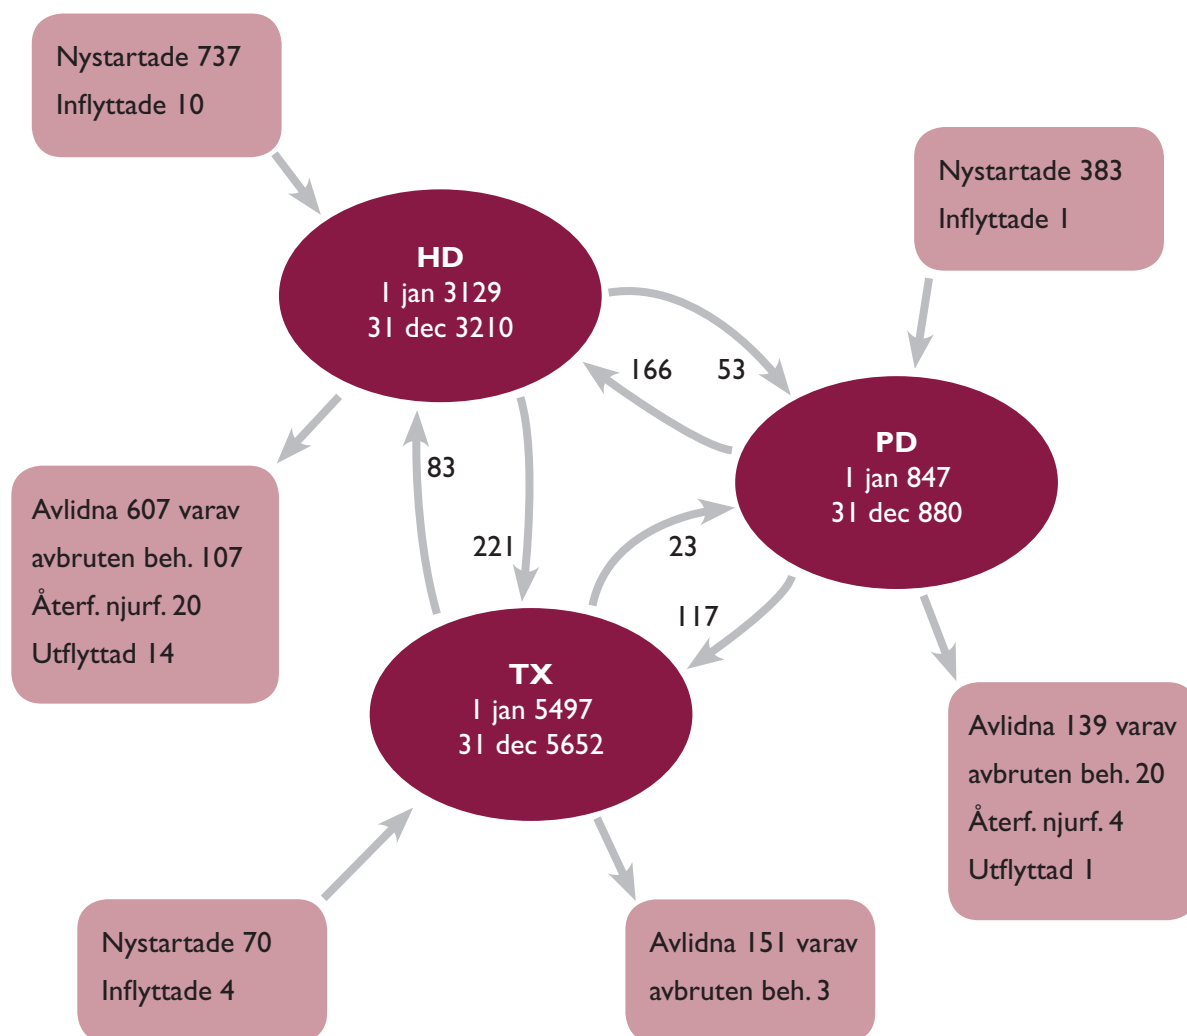 Nystartade 737
Inflyttade 10
Nystartade 383
Inflyttade 1
HD
1 jan 3129
31 dec 3210
166
53
PD
1 jan 847
31 dec 880
83
221
23
117
Avlidna 607 varav
avbruten beh. 107
Återf. njurf. 20
Utflyttad 14
TX
1 jan 5497
31 dec 5652
Avlidna 139 varav
avbruten beh. 20
Återf. njurf. 4
Utflyttad 1
Nystartade 70
Inflyttade 4
Avlidna 151 varav
avbruten beh. 3